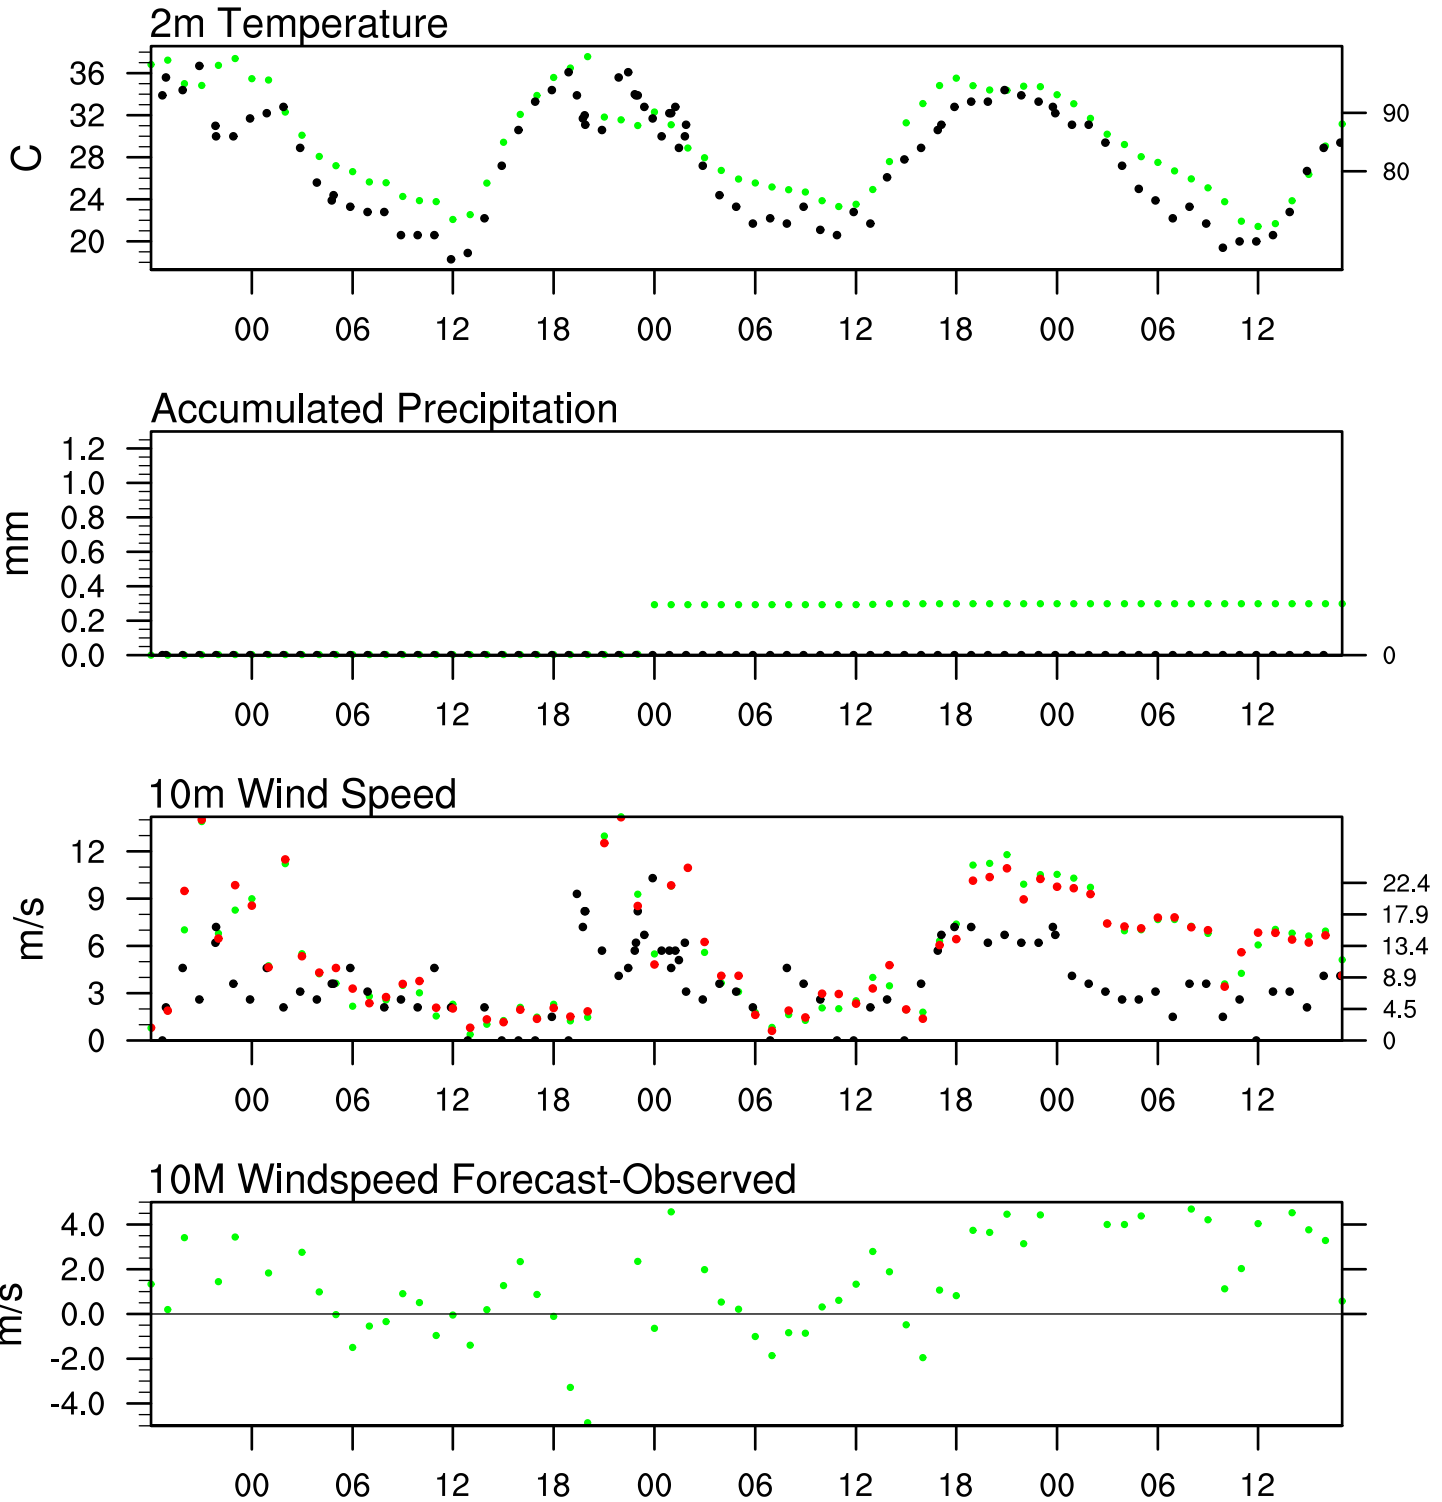 2m Temperature
36
32
28
24
20
C
90
80
00 06 12 18 00 06 12 18 00 06 12
Accumulated Precipitation
1.2
1.0
0.8
0.6
0.4
0.2
0.0
mm
0
00 06 12 18 00 06 12 18 00 06 12
10m Wind Speed
12
9
6
3
0
m/s
22.4
17.9
13.4
8.9
4.5
0
00 06 12 18 00 06 12 18 00 06 12
10M Windspeed Forecast-Observed
4.0
2.0
0.0
-2.0
-4.0
m/s
00 06 12 18 00 06 12 18 00 06 12